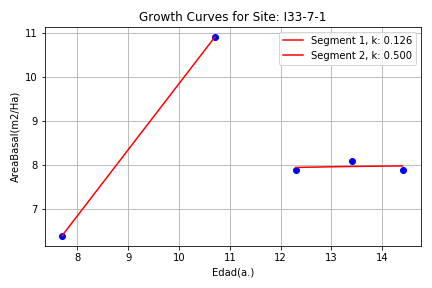 Growth Curves for Site: I33-7-1
AreaBasal(m2/Ha)
11
10
9
8
7
Segment 1, k: 0.126
Segment 2, k: 0.500
8 9 10 11 12 13 14
Edad(a.)